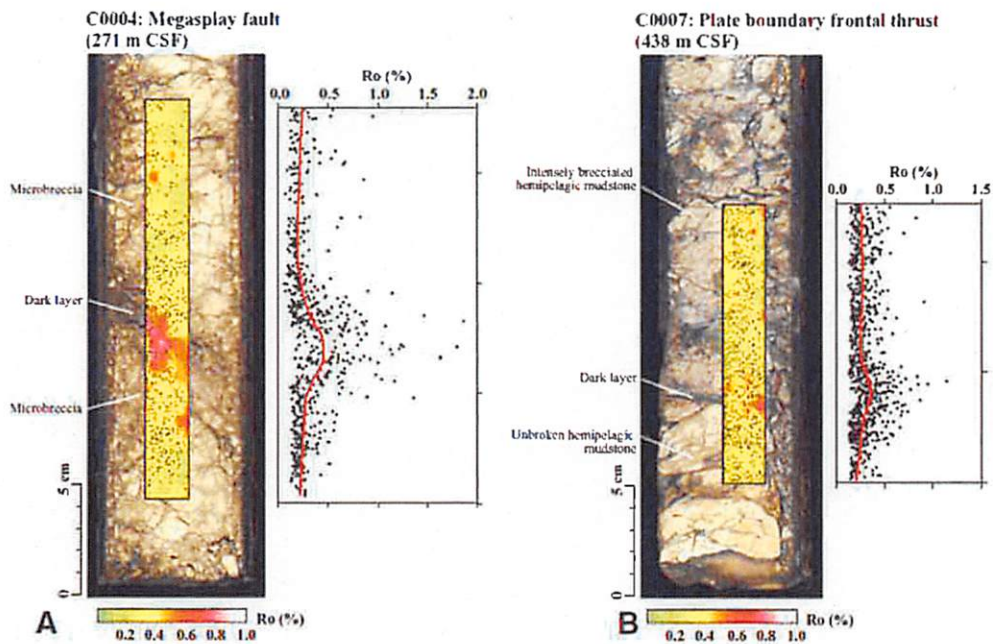 C0004: Megasplay fault
(271 m CSF)
Ro (%)
0.0 0.5 1.0 1.5 2.0
Microbreccia
Dark layer
Microbreccia
5 cm
0
A
Ro (%)
0.2 0.4 0.6 0.8 1.0
C0007: Plate boundary frontal thrust
(438 m CSF)
Intensely brecciated
hemipelagic mudstone
Ro (%)
0.0 0.5 1.0 1.5
Dark layer
Unbroken hemipelagic
mudstone
5 cm
0
B
Ro (%)
0.2 0.4 0.6 0.8 1.0